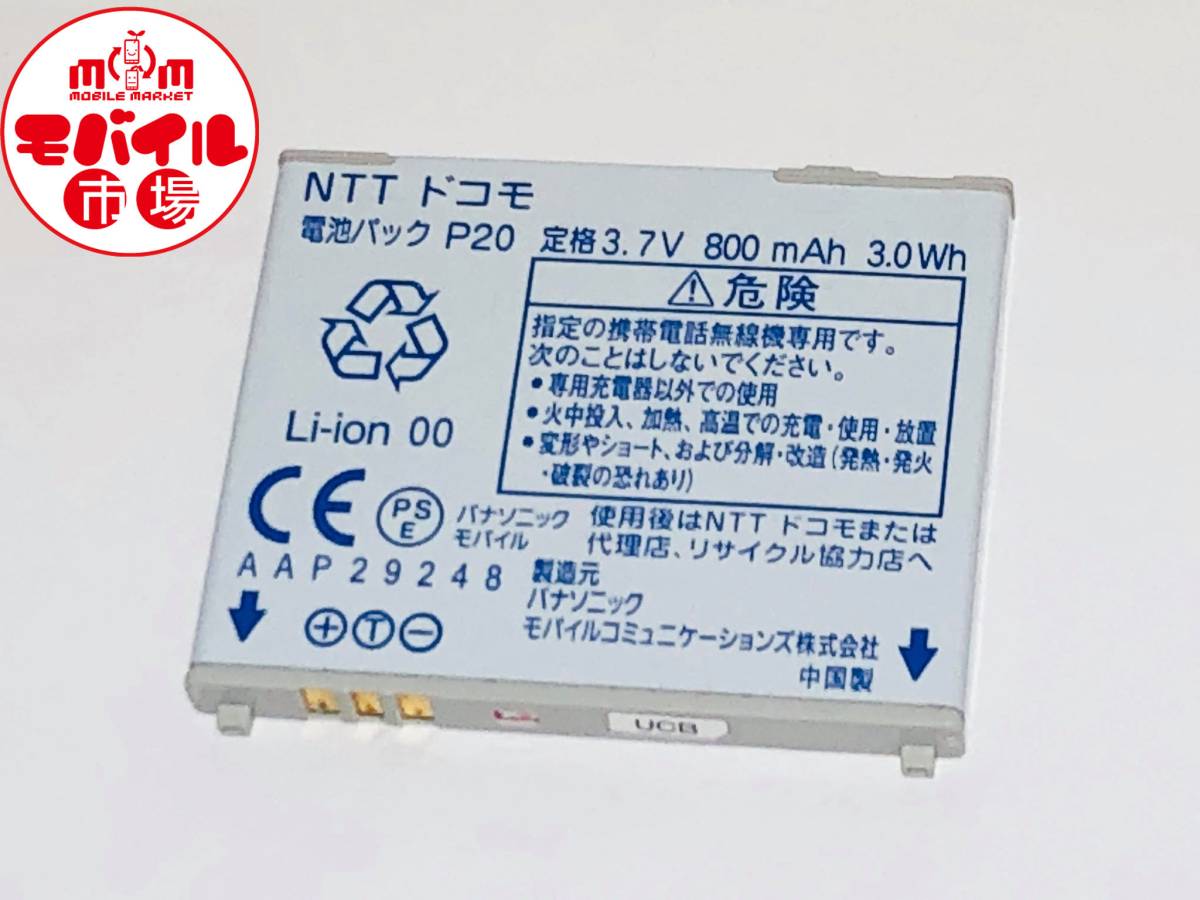 mm
MOBILE MARKET
モバイル
市場
NTT ドコモ
電池パック P20 定格3.7V 800 mAh 3.0Wh
⚠危険
指定の携帯電話無線機専用です。
次のことはしないでください。
•専用充電器以外での使用
•火中投入、加熱、高温での充電・使用・放置
•変形やショート、および分解・改造(発熱・発火
・破裂の恐れあり)
Li-ion 00
CE
PS
E
パナソニック
モバイル
使用後はNTT ドコモまたは
代理店、リサイクル協力店へ
AAP29248
製造元
パナソニック
モバイルコミュニケーションズ株式会社
中国製
+ T −
UCB